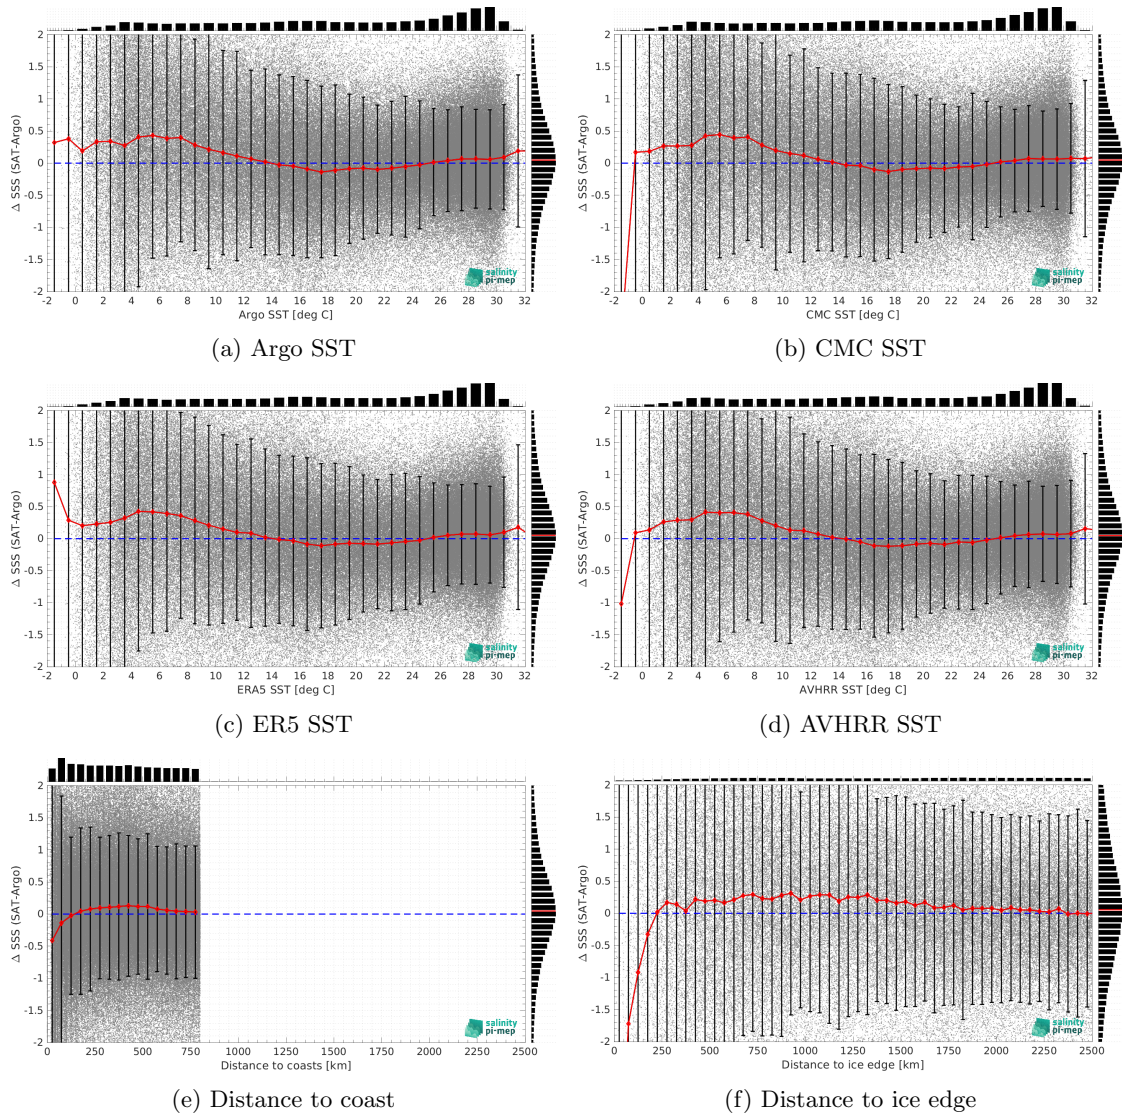 2
1.5
1
0.5
0
-0.5
-1
-1.5
-2
Δ SSS (SAT-Argo)
salinity
pi-mep
-2 0 2 4 6 8 10 12 14 16 18 20 22 24 26 28 30 32
Argo SST [deg C]
(a) Argo SST
2
1.5
1
0.5
0
-0.5
-1
-1.5
-2
Δ SSS (SAT-Argo)
salinity
pi-mep
-2 0 2 4 6 8 10 12 14 16 18 20 22 24 26 28 30 32
CMC SST [deg C]
(b) CMC SST
2
1.5
1
0.5
0
-0.5
-1
-1.5
-2
Δ SSS (SAT-Argo)
salinity
pi-mep
-2 0 2 4 6 8 10 12 14 16 18 20 22 24 26 28 30 32
ERA5 SST [deg C]
(c) ER5 SST
2
1.5
1
0.5
0
-0.5
-1
-1.5
-2
Δ SSS (SAT-Argo)
salinity
pi-mep
-2 0 2 4 6 8 10 12 14 16 18 20 22 24 26 28 30 32
AVHRR SST [deg C]
(d) AVHRR SST
2
1.5
1
0.5
0
-0.5
-1
-1.5
-2
Δ SSS (SAT-Argo)
salinity
pi-mep
0 250 500 750 1000 1250 1500 1750 2000 2250 2500
Distance to coasts [km]
(e) Distance to coast
2
1.5
1
0.5
0
-0.5
-1
-1.5
-2
Δ SSS (SAT-Argo)
salinity
pi-mep
0 250 500 750 1000 1250 1500 1750 2000 2250 2500
Distance to ice edge [km]
(f) Distance to ice edge